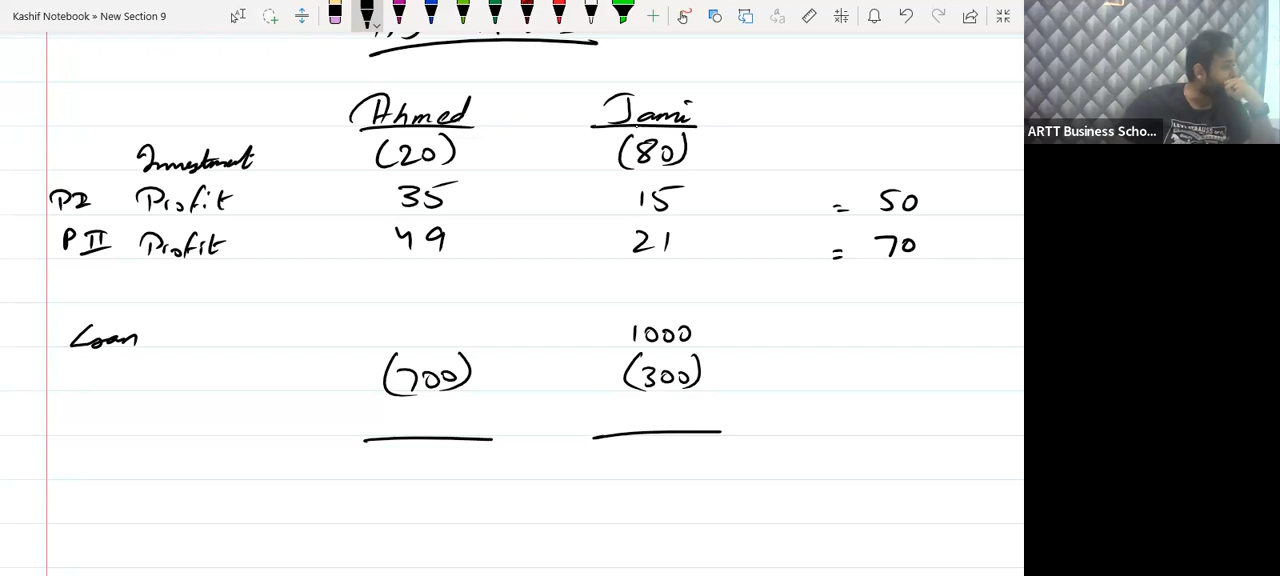 Kashif Notebook » New Section 9
Ahmed Jami
Investment (20) (80)
PI Profit 35 15 = 50
PII Profit 49 21 = 70
Loan 1000
(700) (300)
ARTT Business Scho...